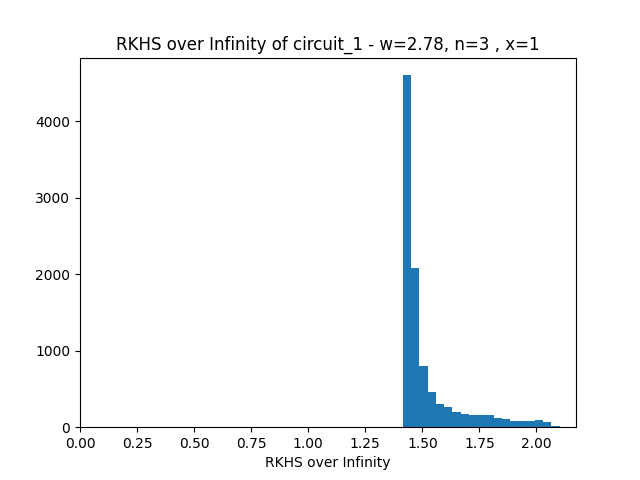 RKHS over Infinity of circuit_1 - w=2.78, n=3 , x=1
4000
3000
2000
1000
0
0.00 0.25 0.50 0.75 1.00 1.25 1.50 1.75 2.00
RKHS over Infinity